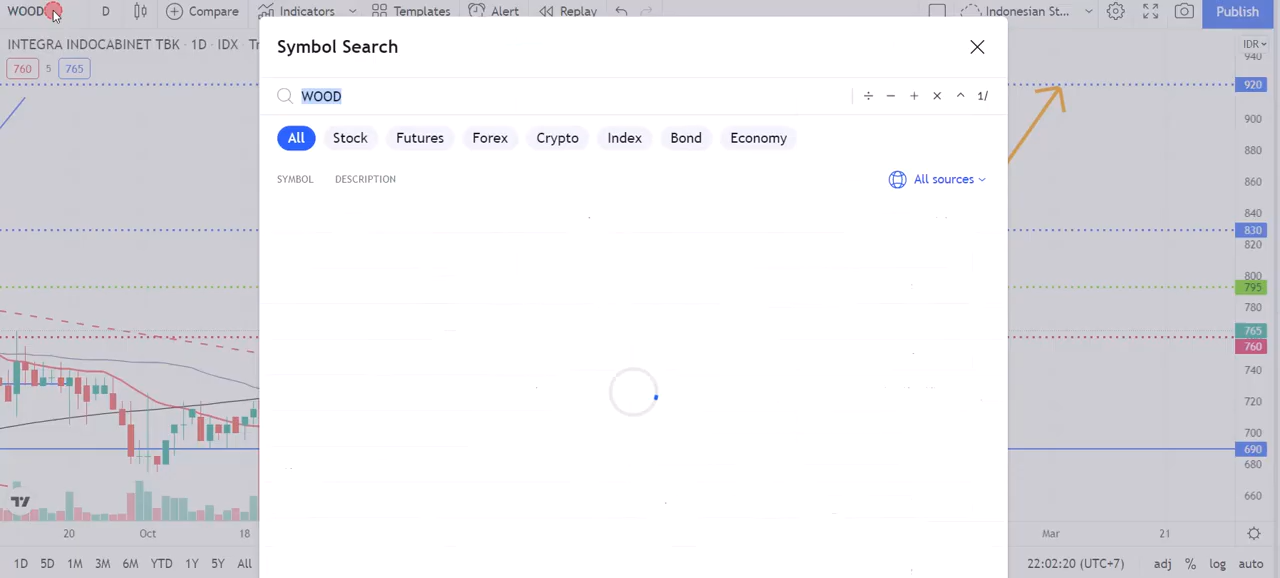 WOOD D Compare Indicators Templates Alert Replay Indonesian St... Publish
INTEGRA INDOCABINET TBK · 1D · IDX
760 5 765
Symbol Search
WOOD
÷ − + × ^ 1/
All Stock Futures Forex Crypto Index Bond Economy
SYMBOL DESCRIPTION All sources
IDR
940
920
900
880
860
840
830
820
800
795
780
765
760
740
720
700
690
680
660
20 Oct 18 Mar 21
1D 5D 1M 3M 6M YTD 1Y 5Y All 22:02:20 (UTC+7) adj % log auto